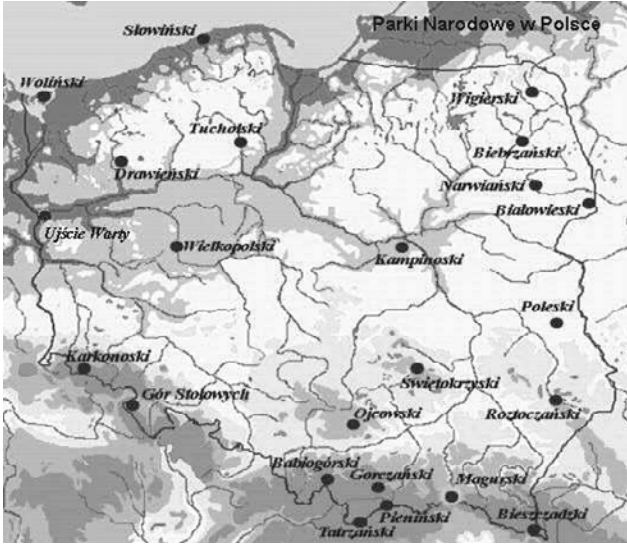 Parki Narodowe w Polsce
Słowiński
Woliński
Wigierski
Tucholski
Biebrzański
Drawieński
Narwiański
Białowieski
Ujście Warty
Wielkopolski
Kampinoski
Poleski
Karkonoski
Świętokrzyski
Gór Stołowych
Ojcowski
Roztoczański
Babiogórski
Gorczański
Magurski
Pieniński
Bieszczadzki
Tatrzański